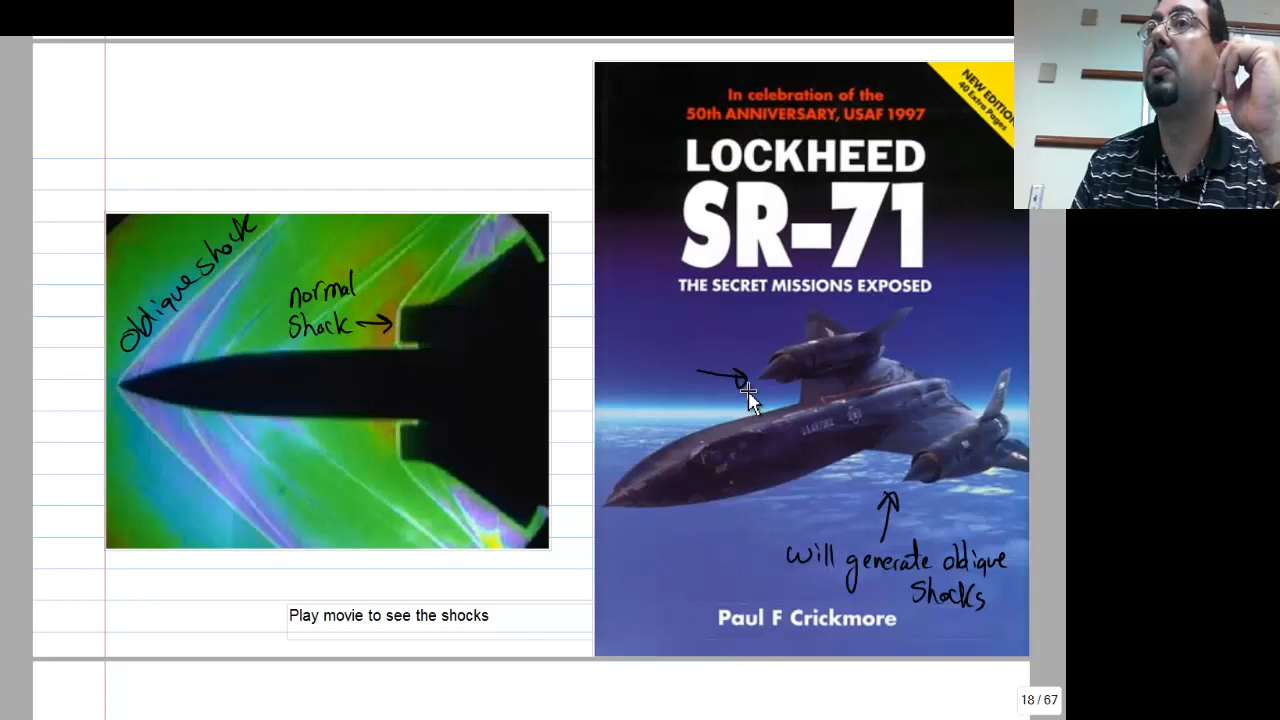 oblique shock
normal
shock
Play movie to see the shocks
In celebration of the
50th ANNIVERSARY, USAF 1997
NEW EDITION
40 Extra Pages
LOCKHEED
SR-71
THE SECRET MISSIONS EXPOSED
U.S. AIR FORCE
will generate oblique
shocks
Paul F Crickmore
18 / 67